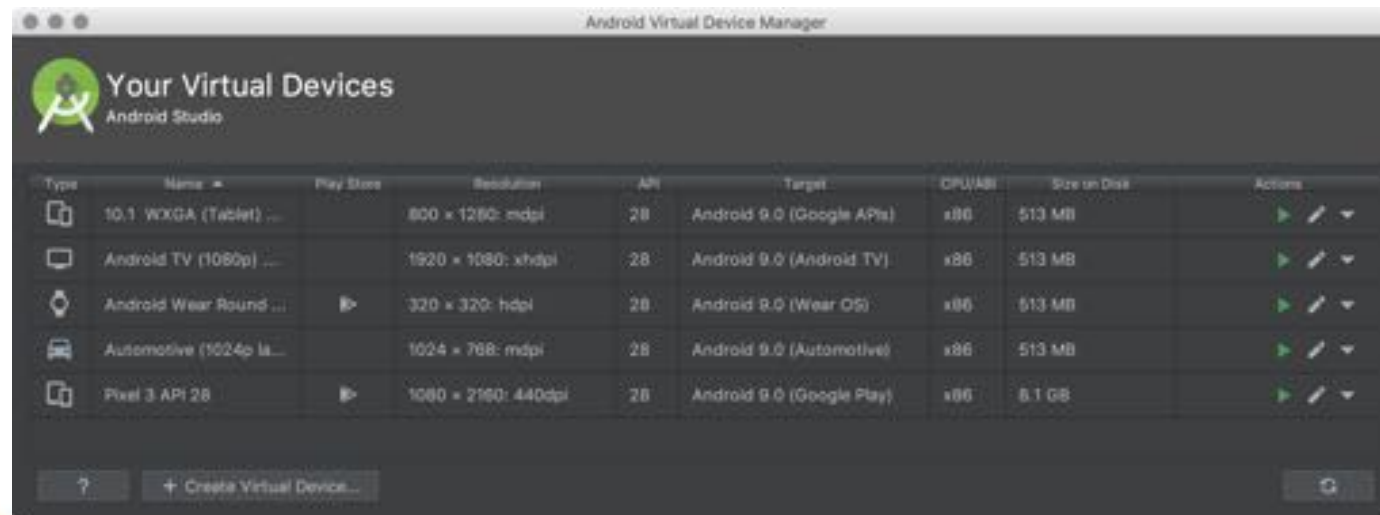 Android Virtual Device Manager
Your Virtual Devices
Android Studio
Type Name Play Store Resolution API Target CPU/ABI Size on Disk Actions
10.1 WXGA (Tablet) ... 800 × 1280: mdpi 28 Android 9.0 (Google APIs) x86 513 MB
Android TV (1080p) ... 1920 × 1080: xhdpi 28 Android 9.0 (Android TV) x86 513 MB
Android Wear Round ... 320 × 320: hdpi 28 Android 9.0 (Wear OS) x86 513 MB
Automotive (1024p la... 1024 × 768: mdpi 28 Android 9.0 (Automotive) x86 513 MB
Pixel 3 API 28 1080 × 2160: 440dpi 28 Android 9.0 (Google Play) x86 8.1 GB
? + Create Virtual Device...